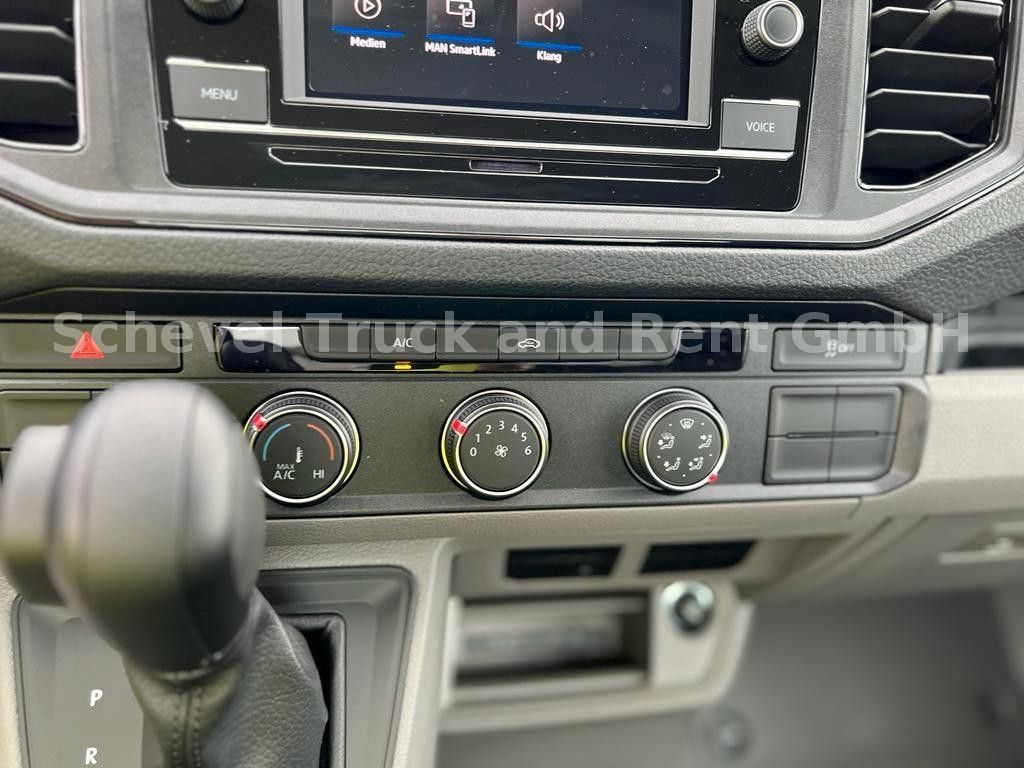 Medien
MAN SmartLink
Klang
MENU
VOICE
Schevel Truck and Rent GmbH
A/C
OFF
MAX
A/C HI
0 1 2 3 4 5 6
P
R